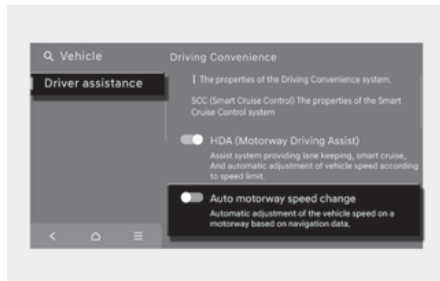 Vehicle
Driving Convenience
Driver assistance
The properties of the Driving Convenience system,
SCC (Smart Cruise Control) The properties of the Smart
Cruise Control system
HDA (Motorway Driving Assist)
Assist system providing lane keeping, smart cruise,
And automatic adjustment of vehicle speed according
to speed limit.
Auto motorway speed change
Automatic adjustment of the vehicle speed on a
motorway based on navigation data,